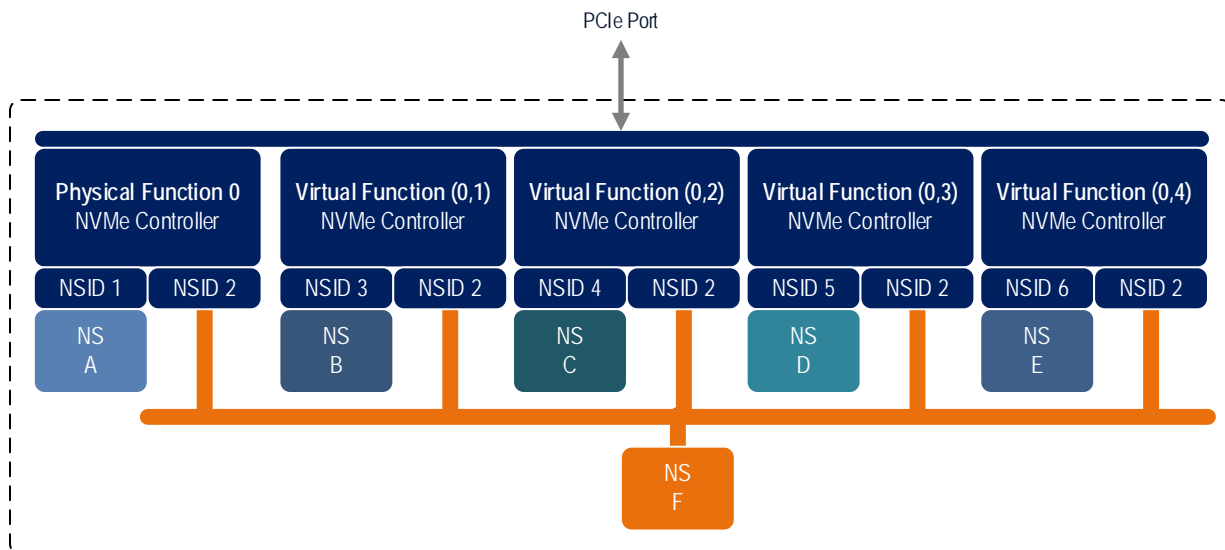 PCIe Port
Physical Function 0
NVMe Controller
Virtual Function (0,1)
NVMe Controller
Virtual Function (0,2)
NVMe Controller
Virtual Function (0,3)
NVMe Controller
Virtual Function (0,4)
NVMe Controller
NSID 1
NSID 2
NSID 3
NSID 2
NSID 4
NSID 2
NSID 5
NSID 2
NSID 6
NSID 2
NS
A
NS
B
NS
C
NS
D
NS
E
NS
F